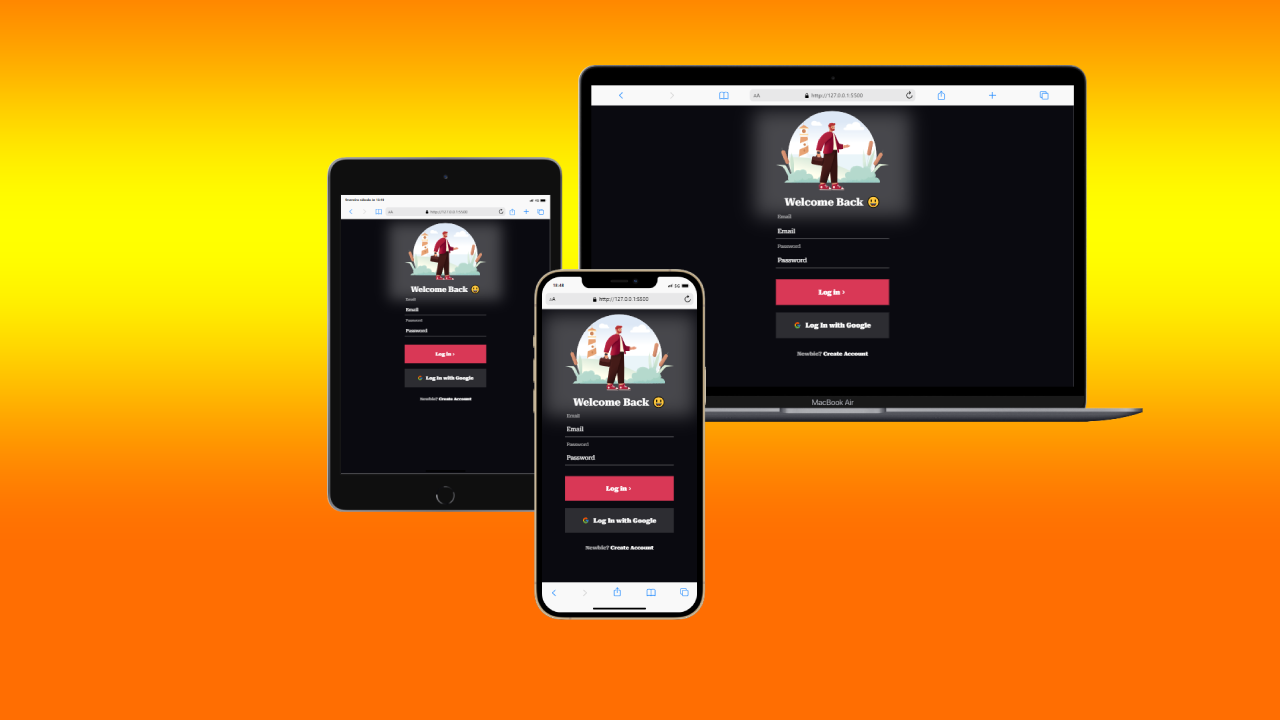 AA http://127.0.0.1:5500
Welcome Back
Email
Email
Password
Password
Log in ›
G Log In with Google
Newbie? Create Account
MacBook Air
AA http://127.0.0.1:5500
Welcome Back
Email
Email
Password
Password
Log in ›
G Log In with Google
Newbie? Create Account
15:48 5G
AA http://127.0.0.1:5500
Welcome Back
Email
Email
Password
Password
Log in ›
G Log In with Google
Newbie? Create Account